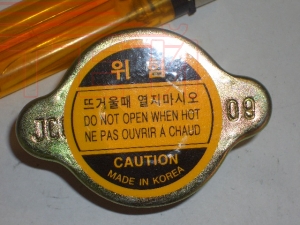 위 험
뜨거울때 열지마시오
DO NOT OPEN WHEN HOT
NE PAS OUVRIR À CHAUD
CAUTION
MADE IN KOREA
09